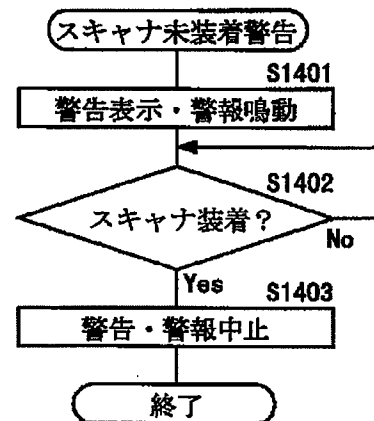 スキャナ未装着警告
S1401
警告表示・警報鳴動
S1402
スキャナ装着？
No
Yes
S1403
警告・警報中止
終了